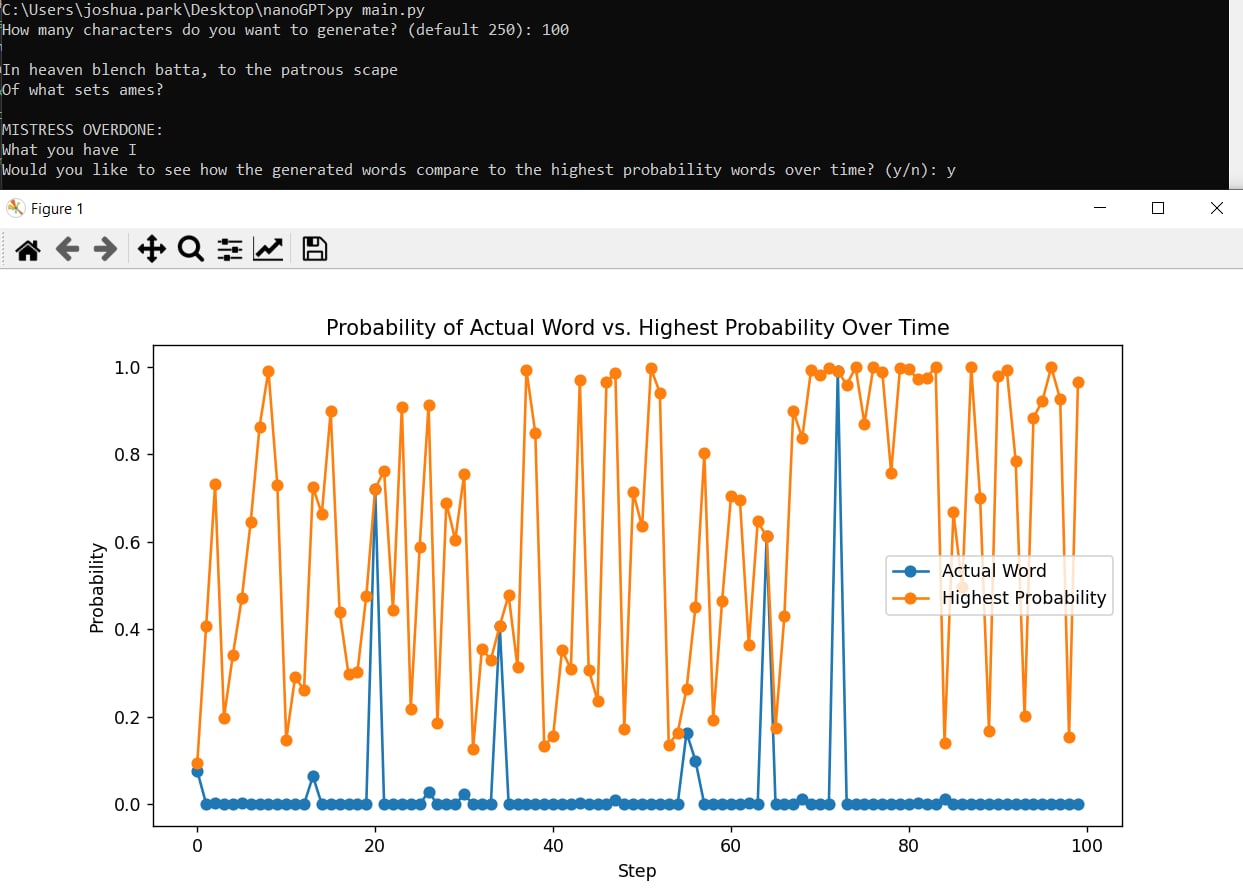 C:\Users\joshua.park\Desktop\nanoGPT>py main.py
How many characters do you want to generate? (default 250): 100
In heaven blench batta, to the patrous scape
Of what sets ames?
MISTRESS OVERDONE:
What you have I
Would you like to see how the generated words compare to the highest probability words over time? (y/n): y
Figure 1
Probability of Actual Word vs. Highest Probability Over Time
1.0
0.8
0.6
0.4
0.2
0.0
Probability
Actual Word
Highest Probability
0 20 40 60 80 100
Step